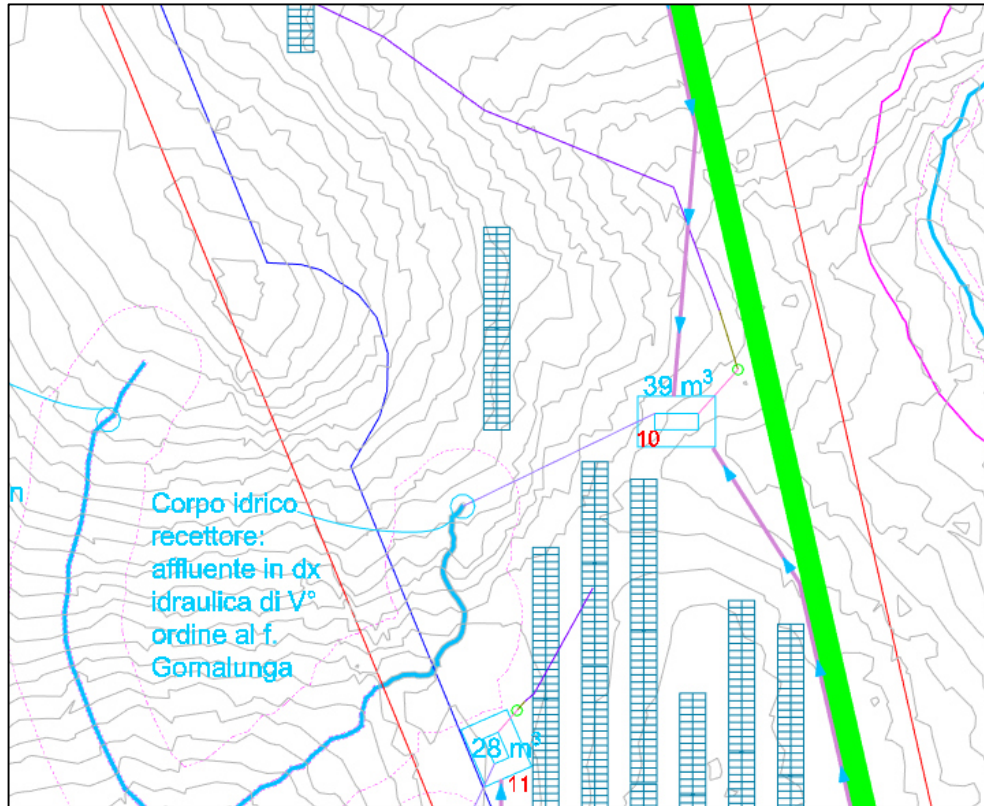 39 m³
10
n
Corpo idrico
recettore:
affluente in dx
idraulica di V°
ordine al f.
Gornalunga
28 m³
11